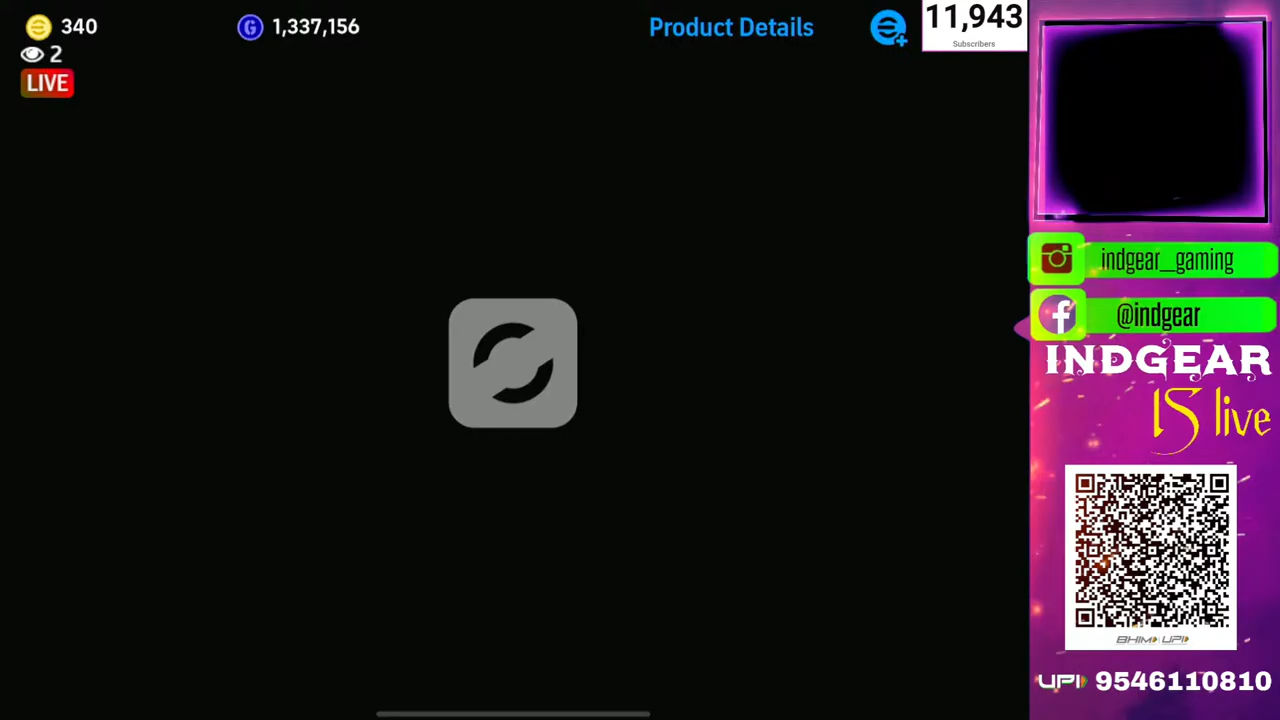 340
1,337,156
Product Details
11,943
Subscribers
2
LIVE
indgear_gaming
@indgear
INDGEAR
IS live
BHIM UPI
UPI 9546110810